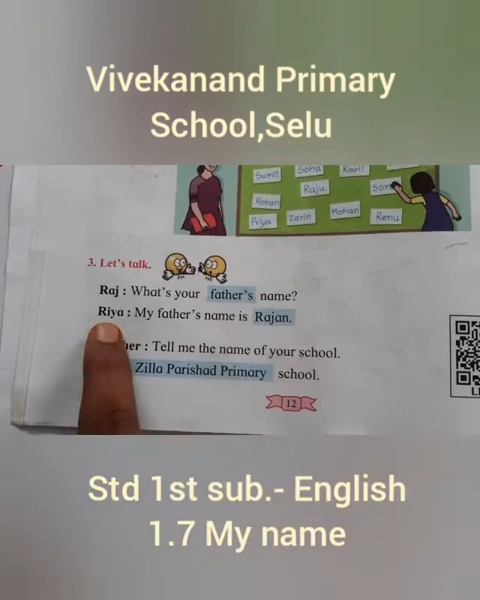 Vivekanand Primary
School,Selu
Sumit
Sona
Kapil
Raju
Rohan
Priya
Zarin
Mohan
Renu
3. Let's talk.
Raj : What's your father's name?
Riya : My father's name is Rajan.
: Tell me the name of your school.
Zilla Parishad Primary school.
12
Std 1st sub.- English
1.7 My name